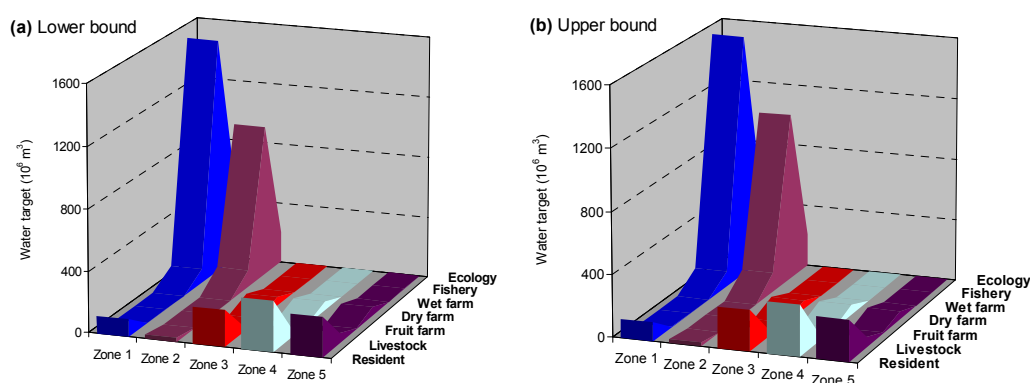 (a) Lower bound
Water target (10⁶ m³)
1600
1200
800
400
0
Zone 1
Zone 2
Zone 3
Zone 4
Zone 5
Ecology
Fishery
Wet farm
Dry farm
Fruit farm
Livestock
Resident
(b) Upper bound
Water target (10⁶ m³)
1600
1200
800
400
0
Zone 1
Zone 2
Zone 3
Zone 4
Zone 5
Ecology
Fishery
Wet farm
Dry farm
Fruit farm
Livestock
Resident